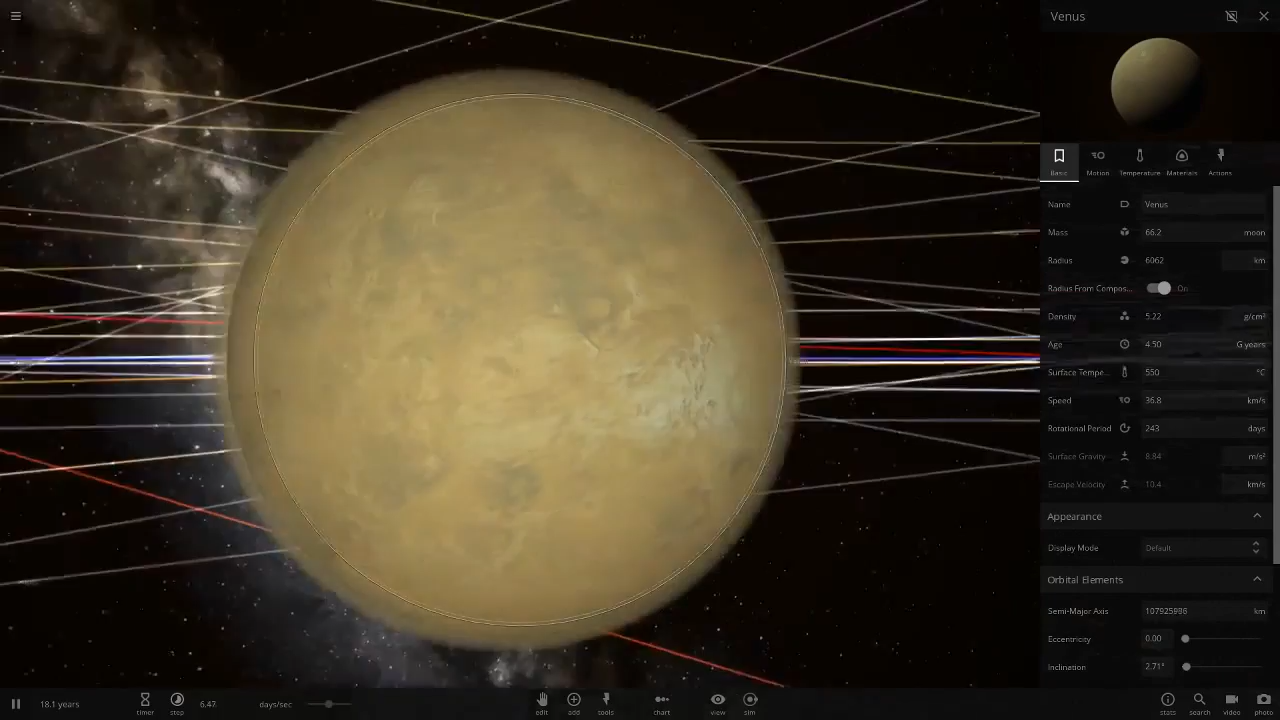 Venus
Basic Motion Temperature Materials Actions
Name Venus
Mass 66.2 moon
Radius 6062 km
Radius From Compos... On
Density 5.22 g/cm³
Age 4.50 G years
Surface Tempe... 550 °C
Speed 36.8 km/s
Rotational Period 243 days
Surface Gravity 8.84 m/s²
Escape Velocity 10.4 km/s
Appearance
Display Mode Default
Orbital Elements
Semi-Major Axis 107925986 km
Eccentricity 0.00
Inclination 2.71°
18.1 years timer step 6.47 days/sec edit add tools chart view sim stats search video photo